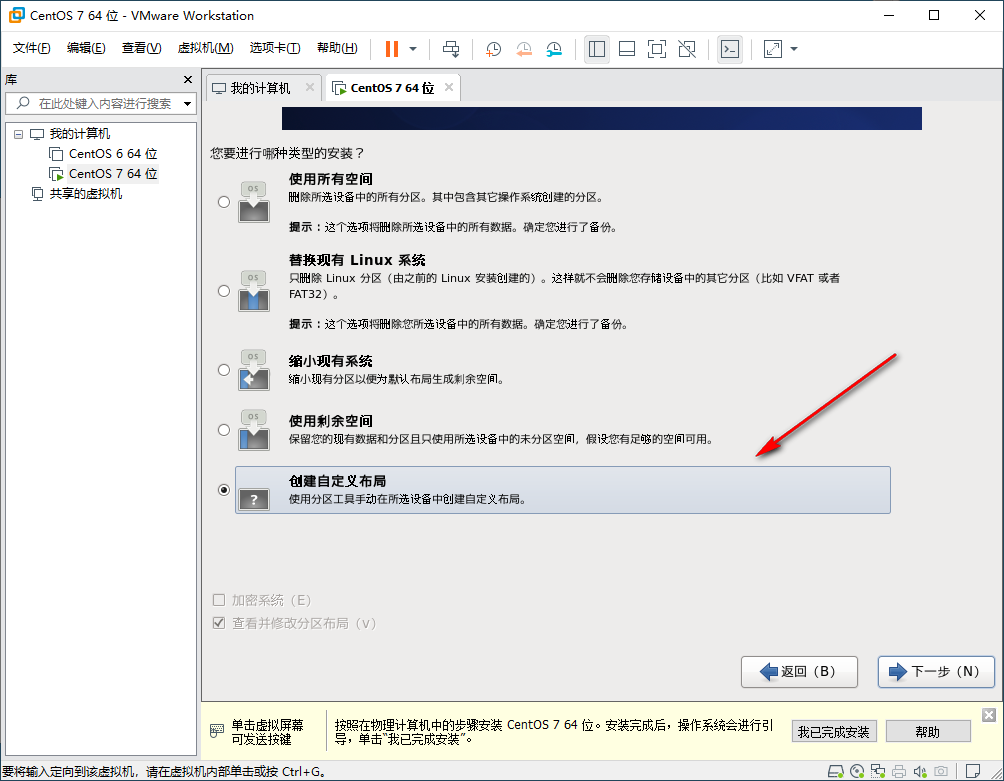 CentOS 7 64 位 - VMware Workstation
文件(F) 编辑(E) 查看(V) 虚拟机(M) 选项卡(T) 帮助(H)
库
在此处键入内容进行搜索
我的计算机
CentOS 6 64 位
CentOS 7 64 位
共享的虚拟机
我的计算机 CentOS 7 64 位
您要进行哪种类型的安装？
OS
使用所有空间
删除所选设备中的所有分区。其中包含其它操作系统创建的分区。
提示：这个选项将删除所选设备中的所有数据。确定您进行了备份。
OS
替换现有 Linux 系统
只删除 Linux 分区（由之前的 Linux 安装创建的）。这样就不会删除您存储设备中的其它分区（比如 VFAT 或者
FAT32）。
提示：这个选项将删除您所选设备中的所有数据。确定您进行了备份。
OS
缩小现有系统
缩小现有分区以便为默认布局生成剩余空间。
OS
使用剩余空间
保留您的现有数据和分区且只使用所选设备中的未分区空间，假设您有足够的空间可用。
?
创建自定义布局
使用分区工具手动在所选设备中创建自定义布局。
加密系统（E）
查看并修改分区布局（v）
返回（B） 下一步（N）
单击虚拟屏幕
可发送按键
按照在物理计算机中的步骤安装 CentOS 7 64 位。安装完成后，操作系统会进行引
导，单击“我已完成安装”。
我已完成安装 帮助
要将输入定向到该虚拟机，请在虚拟机内部单击或按 Ctrl+G。